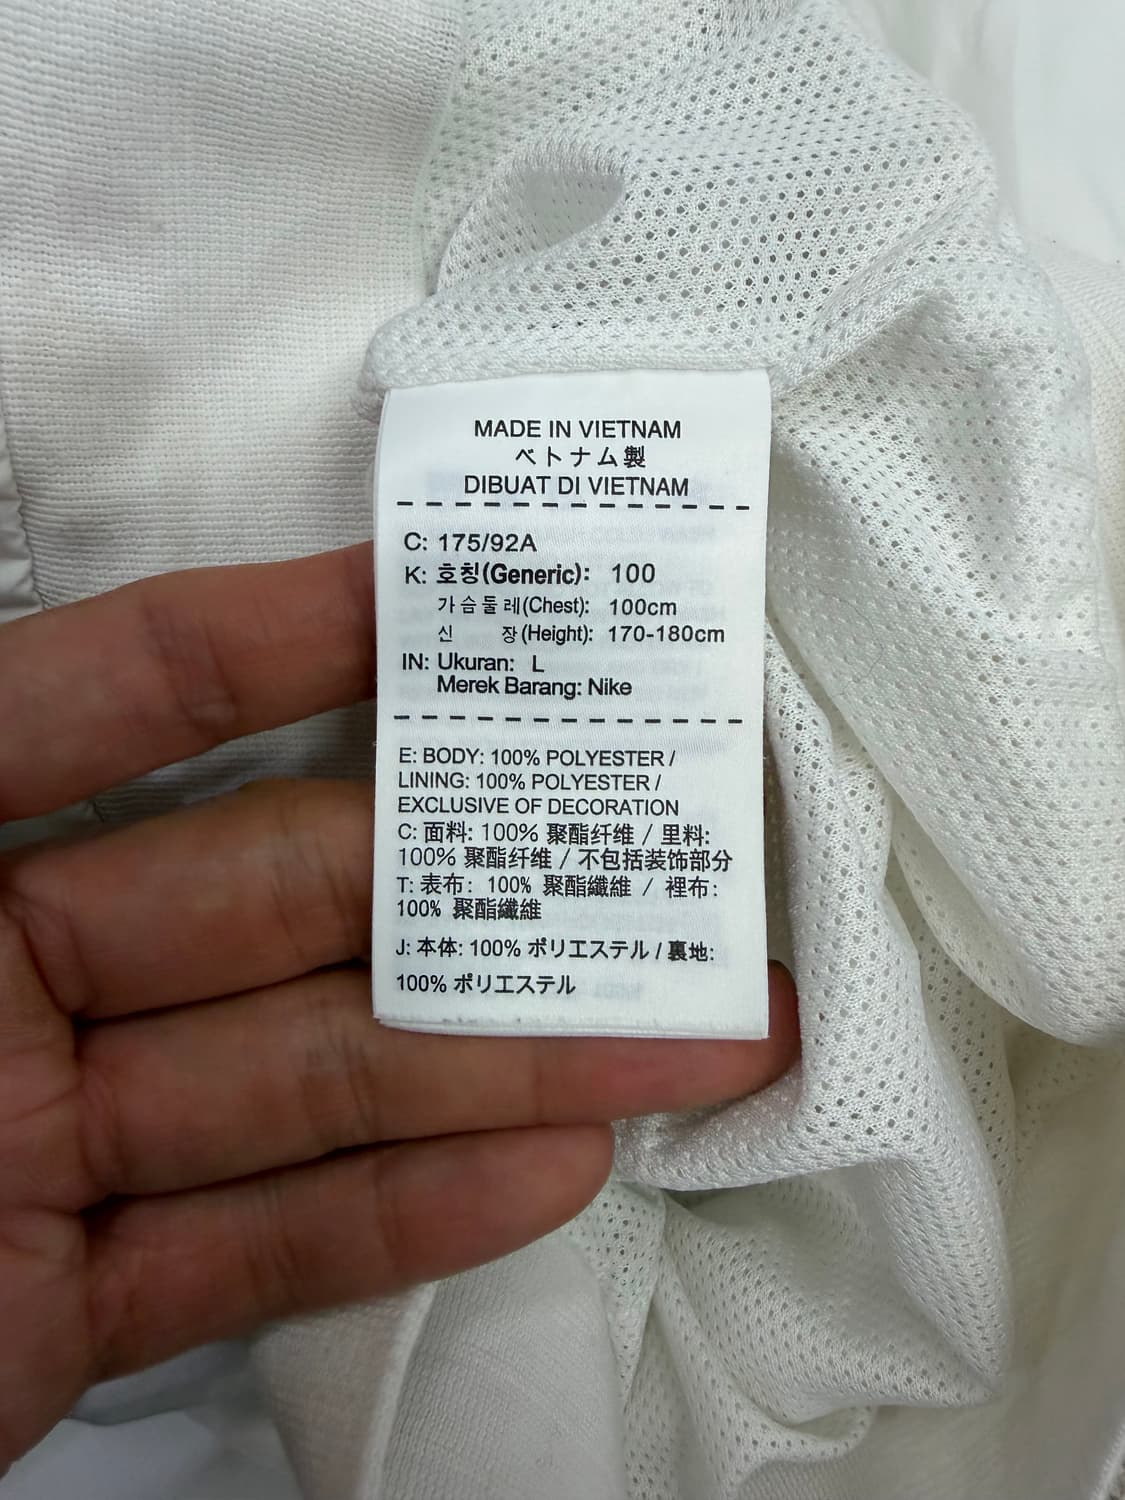 MADE IN VIETNAM
ベトナム製
DIBUAT DI VIETNAM
C: 175/92A
K: 호칭(Generic): 100
가슴둘레(Chest): 100cm
신 장(Height): 170-180cm
IN: Ukuran: L
Merek Barang: Nike
E: BODY: 100% POLYESTER /
LINING: 100% POLYESTER /
EXCLUSIVE OF DECORATION
C: 面料: 100% 聚酯纤维 / 里料:
100% 聚酯纤维 / 不包括装饰部分
T: 表布: 100% 聚酯纖維 / 裡布:
100% 聚酯纖維
J: 本体: 100% ポリエステル / 裏地:
100% ポリエステル